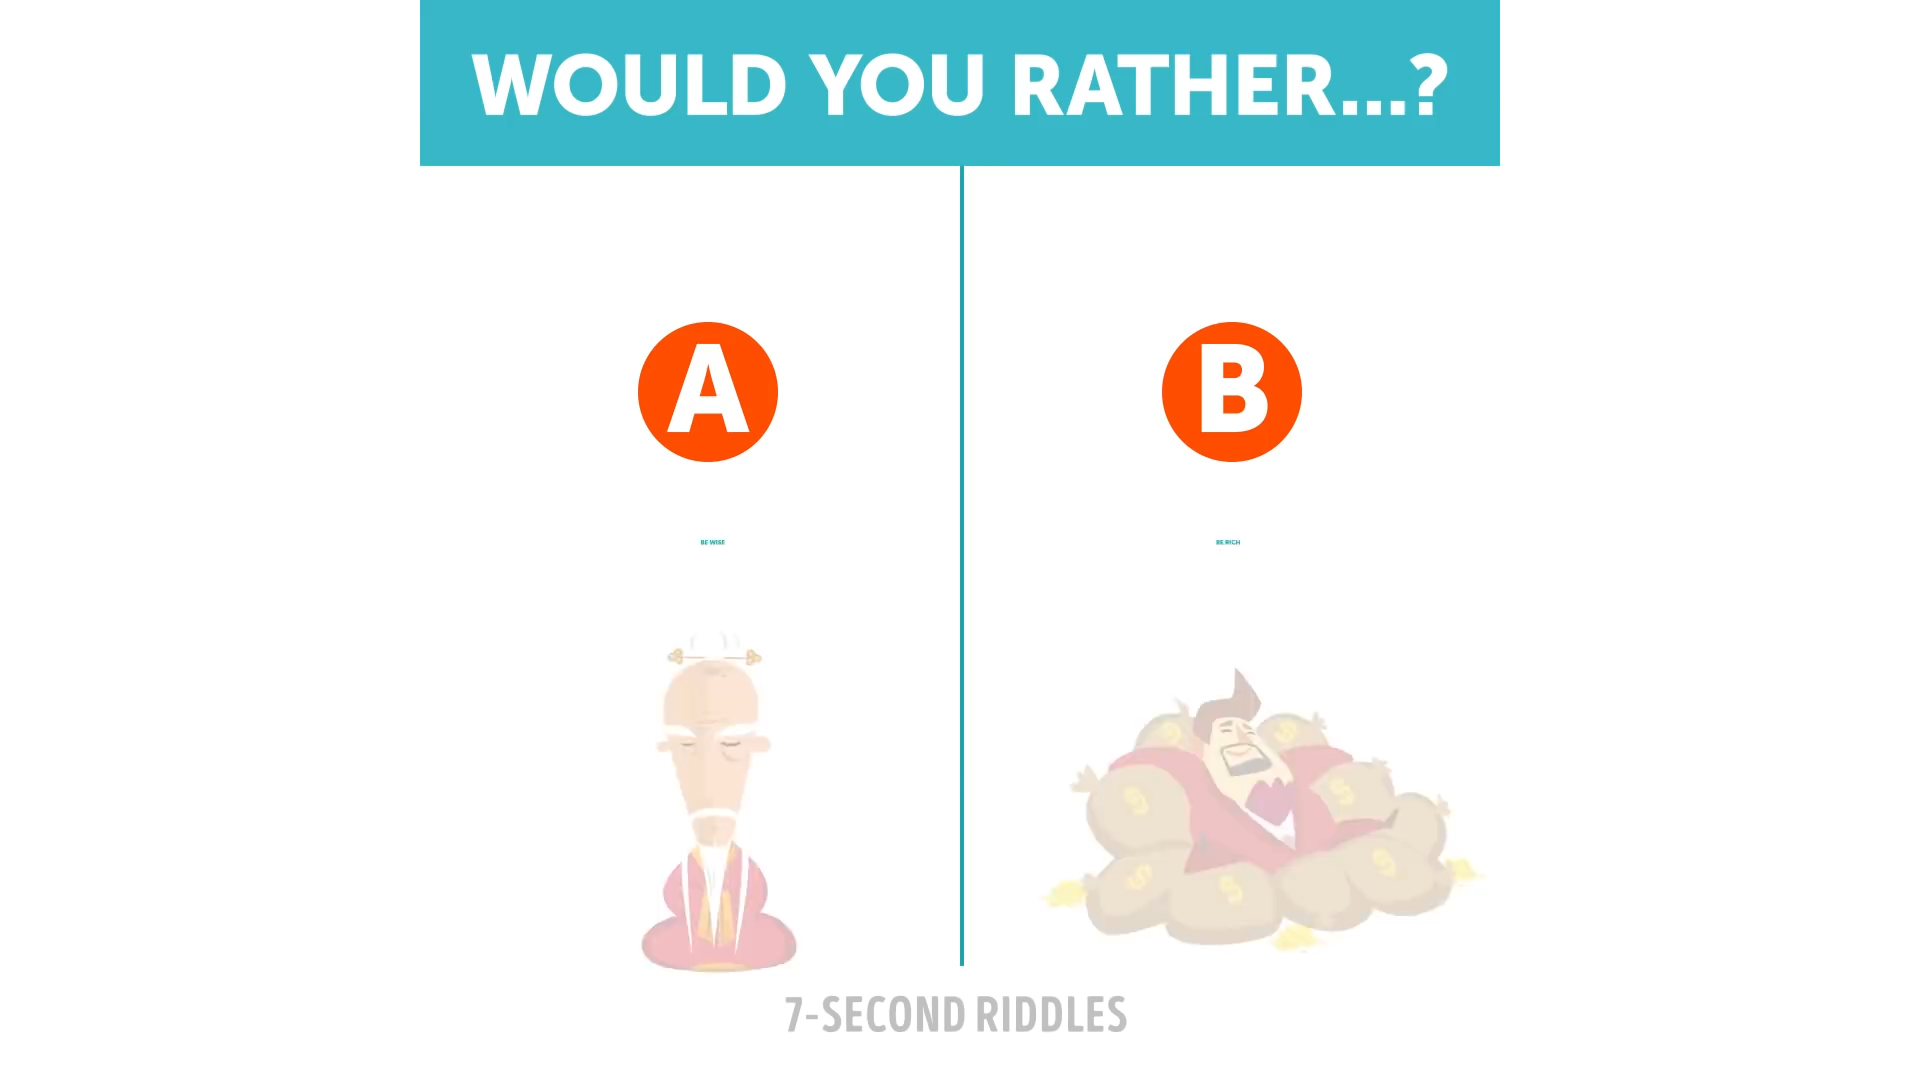 WOULD YOU RATHER...?
A
B
BE WISE
BE RICH
7-SECOND RIDDLES